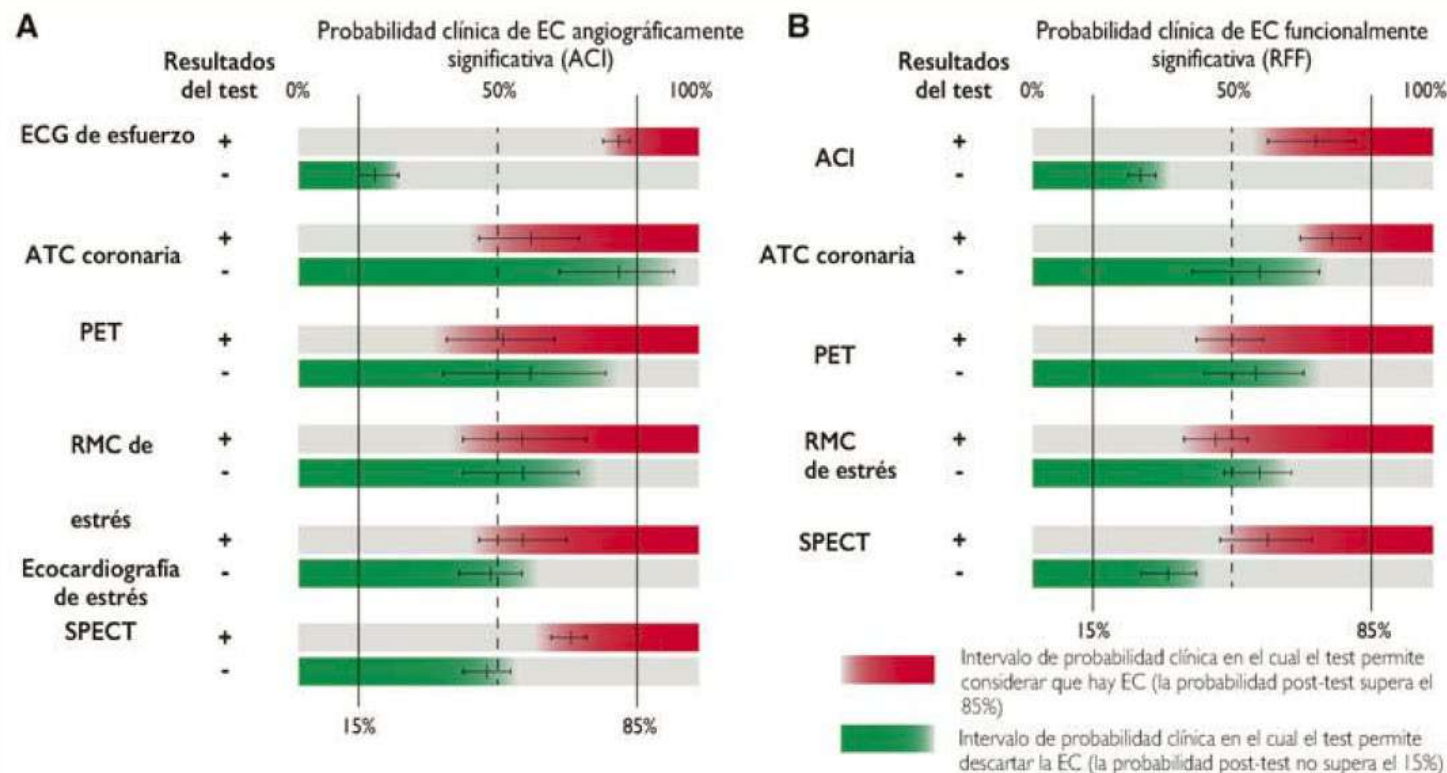 A
Probabilidad clínica de EC angiográficamente
significativa (ACI)
Resultados
del test
0%
50%
100%
ECG de esfuerzo
+
-
ATC coronaria
+
-
PET
+
-
RMC de
+
-
estrés
+
Ecocardiografía
de estrés
-
SPECT
+
-
15%
85%
B
Probabilidad clínica de EC funcionalmente
significativa (RFF)
Resultados
del test
0%
50%
100%
ACI
+
-
ATC coronaria
+
-
PET
+
-
RMC
de estrés
+
-
SPECT
+
-
15%
85%
Intervalo de probabilidad clínica en el cual el test permite
considerar que hay EC (la probabilidad post-test supera el
85%)
Intervalo de probabilidad clínica en el cual el test permite
descartar la EC (la probabilidad post-test no supera el 15%)